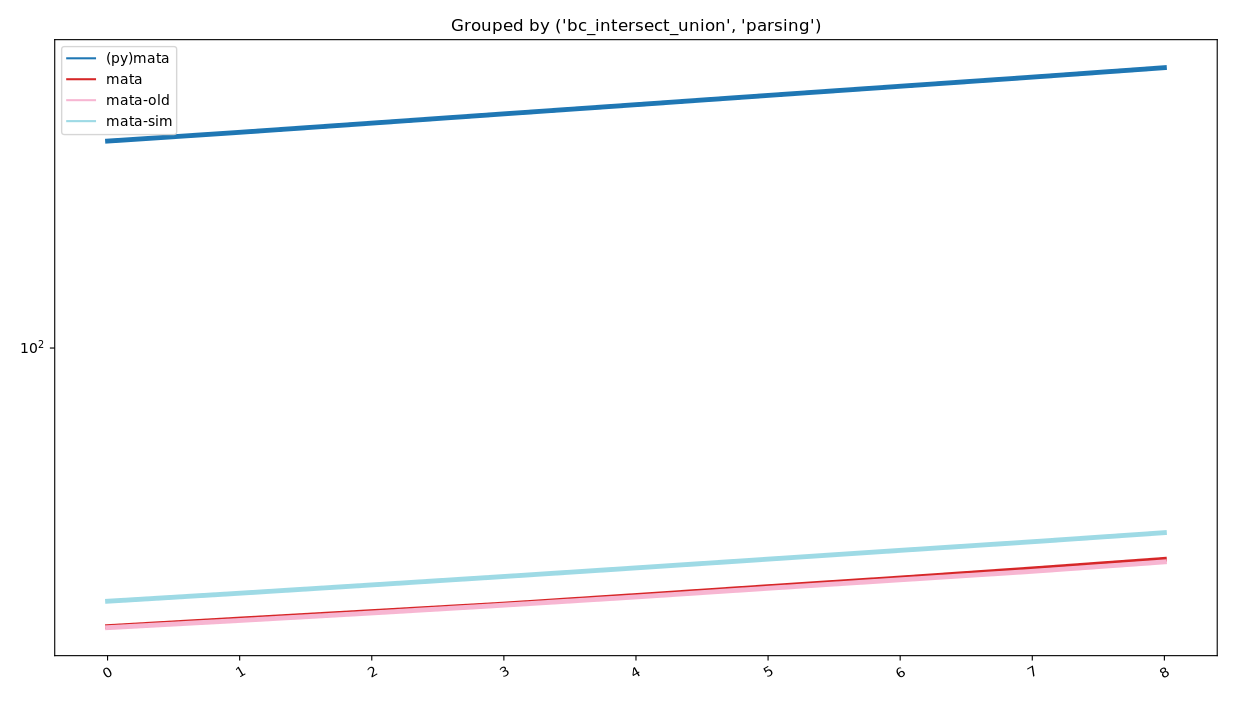 Grouped by ('bc_intersect_union', 'parsing')
(py)mata
mata
mata-old
mata-sim
10²
0 1 2 3 4 5 6 7 8